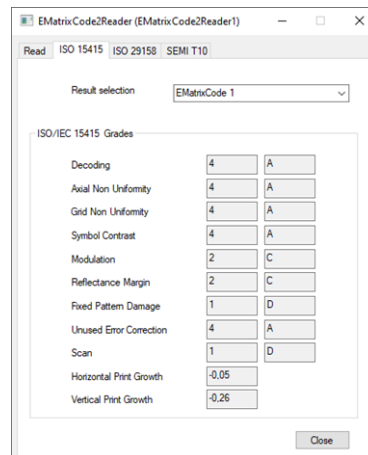 EMatrixCode2Reader (EMatrixCode2Reader1)
Read ISO 15415 ISO 29158 SEMI T10
Result selection EMatrixCode 1
ISO/IEC 15415 Grades
Decoding 4 A
Axial Non Uniformity 4 A
Grid Non Uniformity 4 A
Symbol Contrast 4 A
Modulation 2 C
Reflectance Margin 2 C
Fixed Pattern Damage 1 D
Unused Error Correction 4 A
Scan 1 D
Horizontal Print Growth -0,05
Vertical Print Growth -0,26
Close